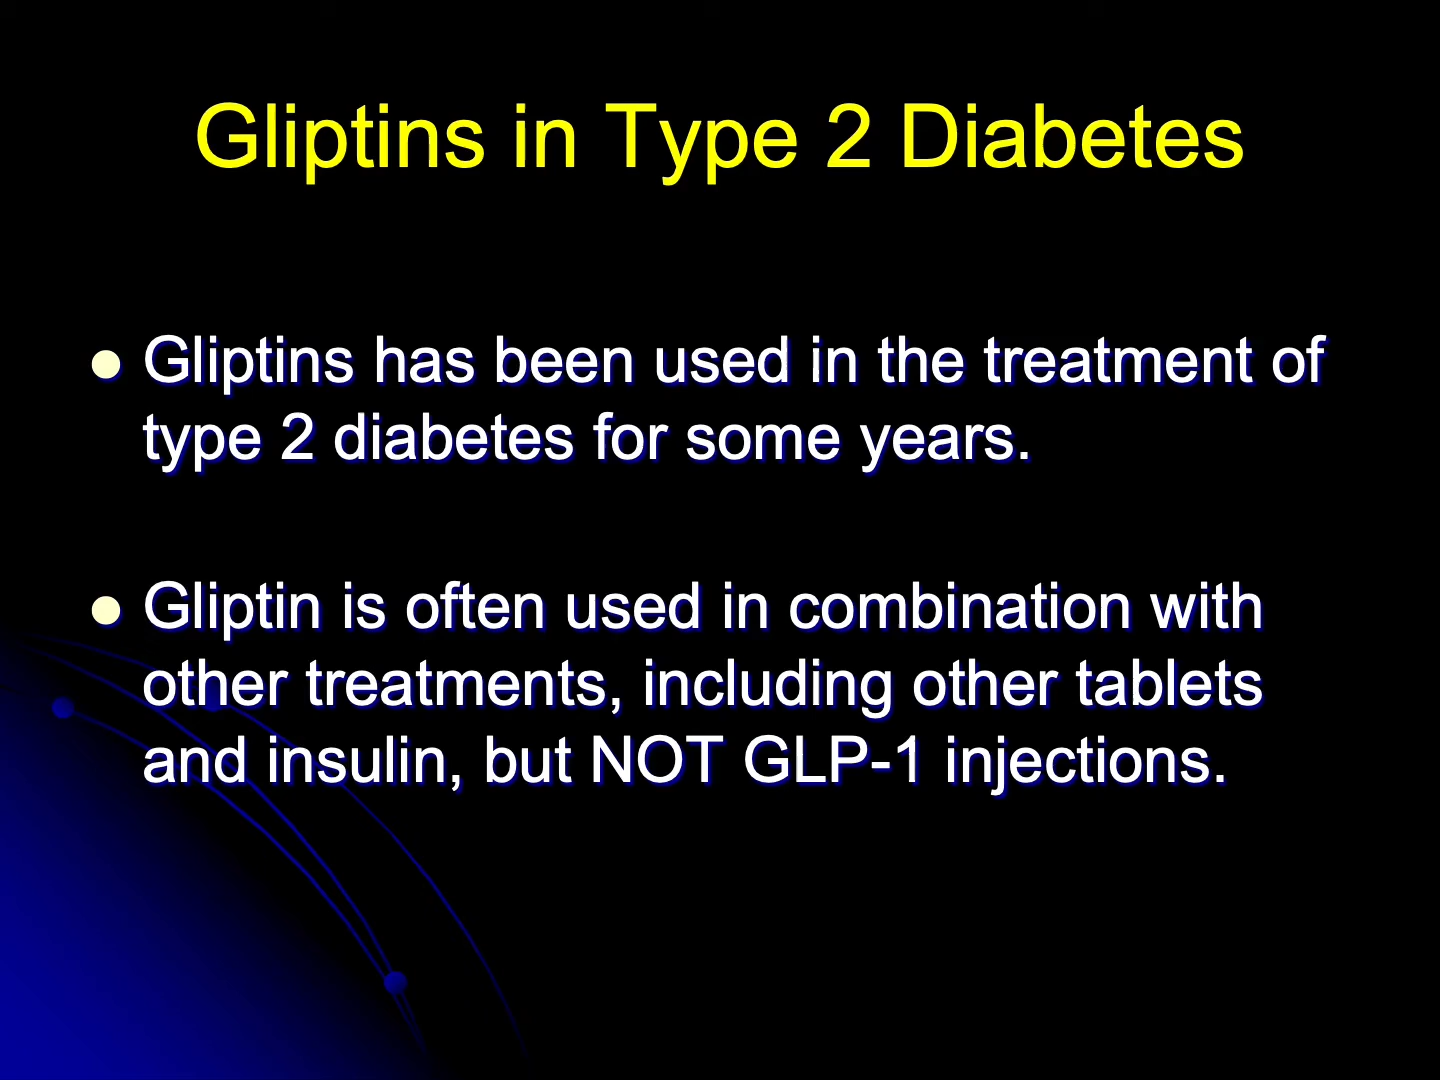 Gliptins in Type 2 Diabetes
Gliptins has been used in the treatment of
type 2 diabetes for some years.
Gliptin is often used in combination with
other treatments, including other tablets
and insulin, but NOT GLP-1 injections.